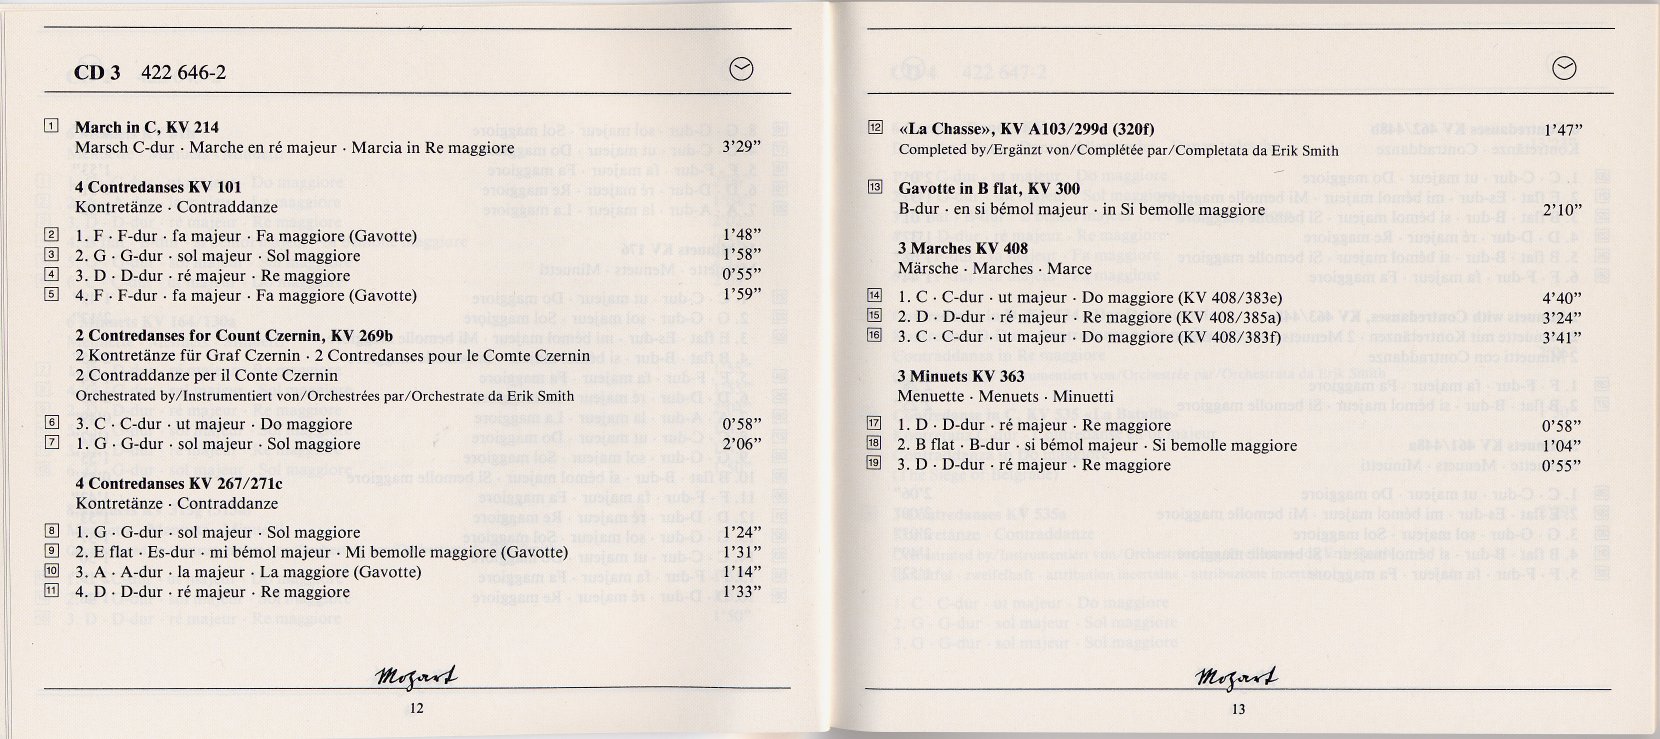 CD 3 422 646-2
1 March in C, KV 214
Marsch C-dur · Marche en ré majeur · Marcia in Re maggiore 3’29”
4 Contredanses KV 101
Kontretänze · Contraddanze
2 1. F · F-dur · fa majeur · Fa maggiore (Gavotte) 1’48”
3 2. G · G-dur · sol majeur · Sol maggiore 1’58”
4 3. D · D-dur · ré majeur · Re maggiore 0’55”
5 4. F · F-dur · fa majeur · Fa maggiore (Gavotte) 1’59”
2 Contredanses for Count Czernin, KV 269b
2 Kontretänze für Graf Czernin · 2 Contredanses pour le Comte Czernin
2 Contraddanze per il Conte Czernin
Orchestrated by/Instrumentiert von/Orchestrées par/Orchestrate da Erik Smith
6 3. C · C-dur · ut majeur · Do maggiore 0’58”
7 1. G · G-dur · sol majeur · Sol maggiore 2’06”
4 Contredanses KV 267/271c
Kontretänze · Contraddanze
8 1. G · G-dur · sol majeur · Sol maggiore 1’24”
9 2. E flat · Es-dur · mi bémol majeur · Mi bemolle maggiore (Gavotte) 1’31”
10 3. A · A-dur · la majeur · La maggiore (Gavotte) 1’14”
11 4. D · D-dur · ré majeur · Re maggiore 1’33”
Mozart
12
12 «La Chasse», KV A103/299d (320f) 1’47”
Completed by/Ergänzt von/Complétée par/Completata da Erik Smith
13 Gavotte in B flat, KV 300
B-dur · en si bémol majeur · in Si bemolle maggiore 2’10”
3 Marches KV 408
Märsche · Marches · Marce
14 1. C · C-dur · ut majeur · Do maggiore (KV 408/383e) 4’40”
15 2. D · D-dur · ré majeur · Re maggiore (KV 408/385a) 3’24”
16 3. C · C-dur · ut majeur · Do maggiore (KV 408/383f) 3’41”
3 Minuets KV 363
Menuette · Menuets · Minuetti
17 1. D · D-dur · ré majeur · Re maggiore 0’58”
18 2. B flat · B-dur · si bémol majeur · Si bemolle maggiore 1’04”
19 3. D · D-dur · ré majeur · Re maggiore 0’55”
Mozart
13